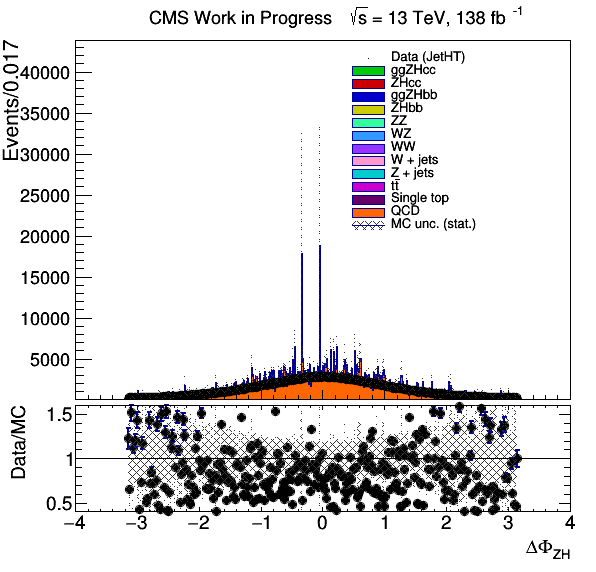 CMS Work in Progress √s = 13 TeV, 138 fb -1
Events/0.017
40000
35000
30000
25000
20000
15000
10000
5000
Data (JetHT)
ggZHcc
ZHcc
ggZHbb
ZHbb
ZZ
WZ
WW
W + jets
Z + jets
tt̄
Single top
QCD
MC unc. (stat.)
Data/MC
1.5
1
0.5
−4 −3 −2 −1 0 1 2 3 4
ΔΦZH